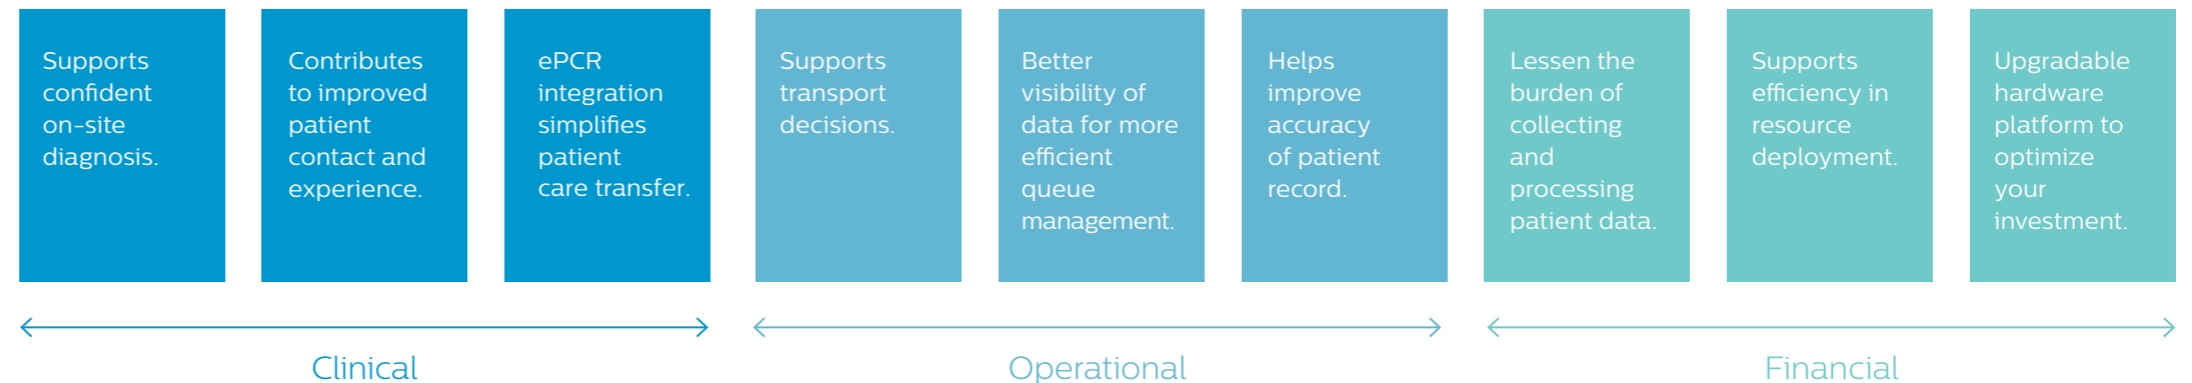 Supports
confident
on-site
diagnosis.
Contributes
to improved
patient
contact and
experience.
ePCR
integration
simplifies
patient
care transfer.
Supports
transport
decisions.
Better
visibility of
data for more
efficient
queue
management.
Helps
improve
accuracy
of patient
record.
Lessen the
burden of
collecting
and
processing
patient data.
Supports
efficiency in
resource
deployment.
Upgradable
hardware
platform to
optimize
your
investment.
Clinical
Operational
Financial